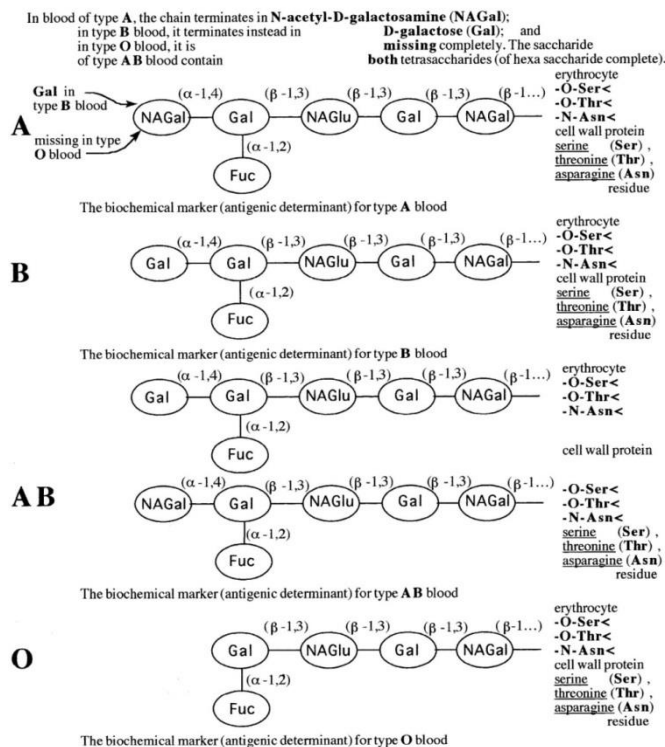 In blood of type A, the chain terminates in N-acetyl-D-galactosamine (NAGal);
in type B blood, it terminates instead in D-galactose (Gal); and
in type O blood, it is missing completely. The saccharide
of type AB blood contain both tetrasaccharides (of hexa saccharide complete).
Gal in
type B blood
missing in type
O blood
A
(α-1,4) (β-1,3) (β-1,3) (β-1,3) (β-1...)
NAGal Gal NAGlu Gal NAGal
(α-1,2)
Fuc
erythrocyte
-O-Ser<
-O-Thr<
-N-Asn<
cell wall protein
serine (Ser) ,
threonine (Thr) ,
asparagine (Asn)
residue
The biochemical marker (antigenic determinant) for type A blood
B
(α-1,4) (β-1,3) (β-1,3) (β-1,3) (β-1...)
Gal Gal NAGlu Gal NAGal
(α-1,2)
Fuc
erythrocyte
-O-Ser<
-O-Thr<
-N-Asn<
cell wall protein
serine (Ser) ,
threonine (Thr) ,
asparagine (Asn)
residue
The biochemical marker (antigenic determinant) for type B blood
AB
(α-1,4) (β-1,3) (β-1,3) (β-1,3) (β-1...)
Gal Gal NAGlu Gal NAGal
(α-1,2)
Fuc
erythrocyte
-O-Ser<
-O-Thr<
-N-Asn<
cell wall protein
(α-1,4) (β-1,3) (β-1,3) (β-1,3) (β-1...)
NAGal Gal NAGlu Gal NAGal
(α-1,2)
Fuc
-O-Ser<
-O-Thr<
-N-Asn<
serine (Ser) ,
threonine (Thr) ,
asparagine (Asn)
residue
The biochemical marker (antigenic determinant) for type AB blood
O
(β-1,3) (β-1,3) (β-1,3) (β-1...)
Gal NAGlu Gal NAGal
(α-1,2)
Fuc
erythrocyte
-O-Ser<
-O-Thr<
-N-Asn<
cell wall protein
serine (Ser) ,
threonine (Thr) ,
asparagine (Asn)
residue
The biochemical marker (antigenic determinant) for type O blood